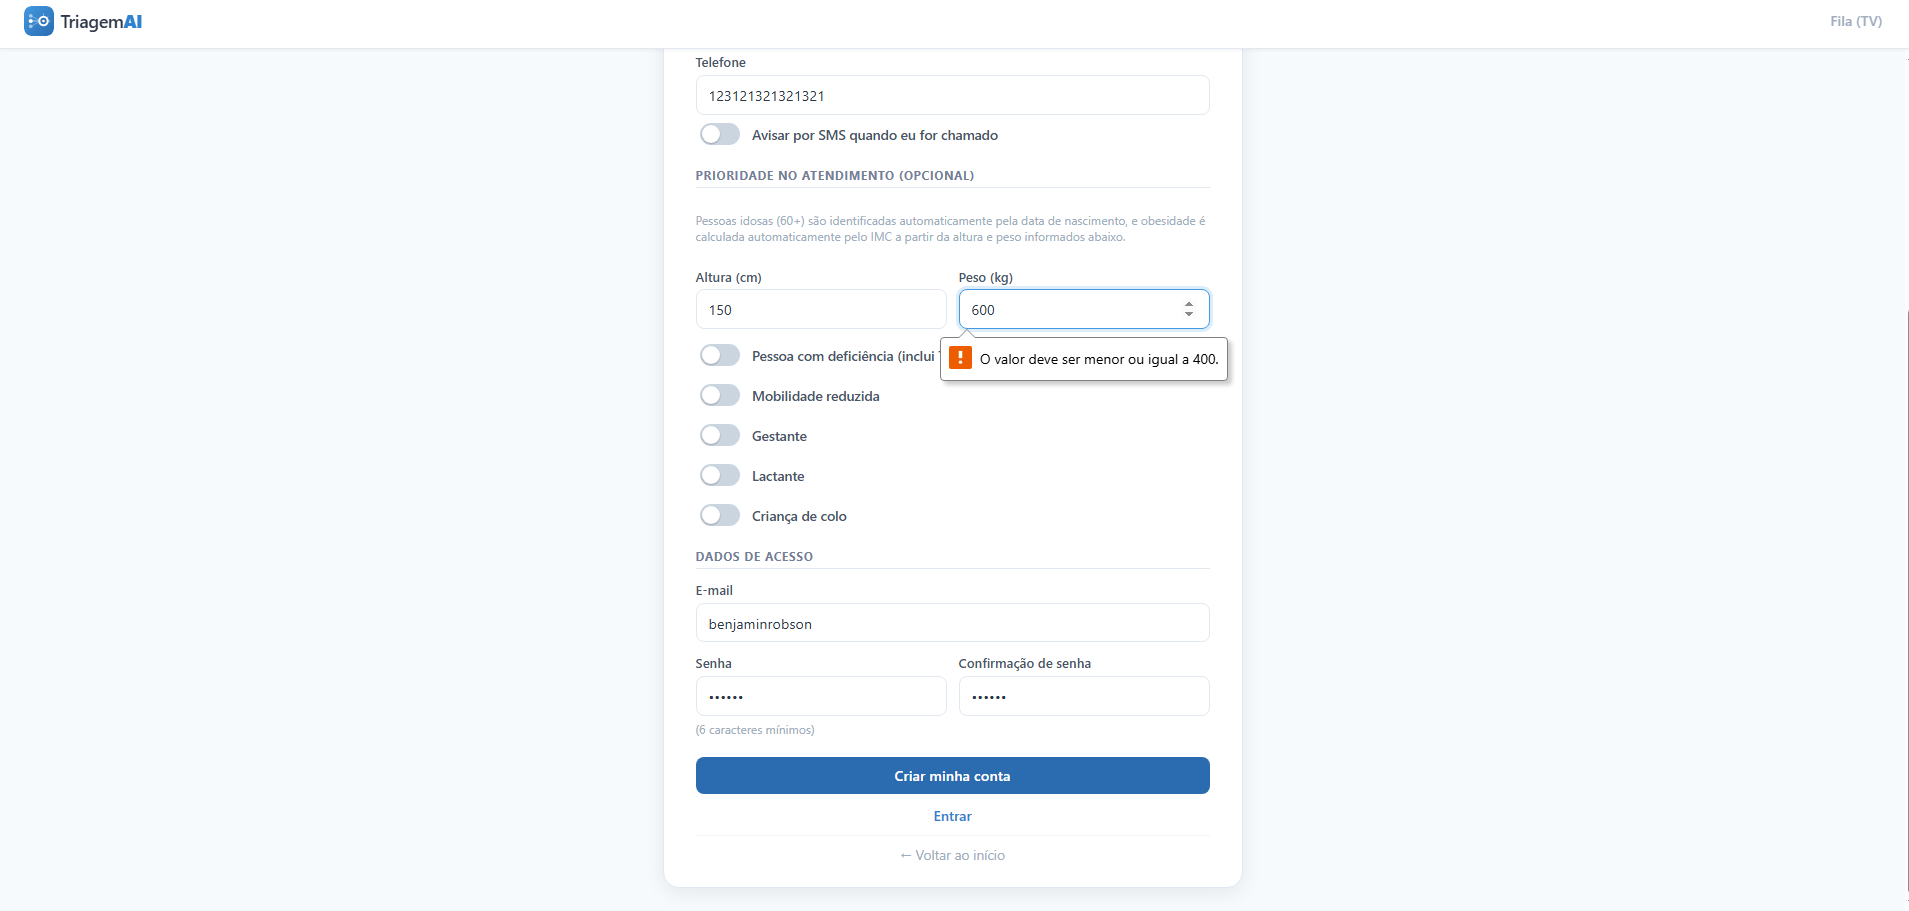 TriagemAI
Fila (TV)
Telefone
123121321321321
Avisar por SMS quando eu for chamado
PRIORIDADE NO ATENDIMENTO (OPCIONAL)
Pessoas idosas (60+) são identificadas automaticamente pela data de nascimento, e obesidade é
calculada automaticamente pelo IMC a partir da altura e peso informados abaixo.
Altura (cm)
Peso (kg)
150
600
Pessoa com deficiência (inclui
O valor deve ser menor ou igual a 400.
Mobilidade reduzida
Gestante
Lactante
Criança de colo
DADOS DE ACESSO
E-mail
benjaminrobson
Senha
Confirmação de senha
••••••
••••••
(6 caracteres mínimos)
Criar minha conta
Entrar
← Voltar ao início